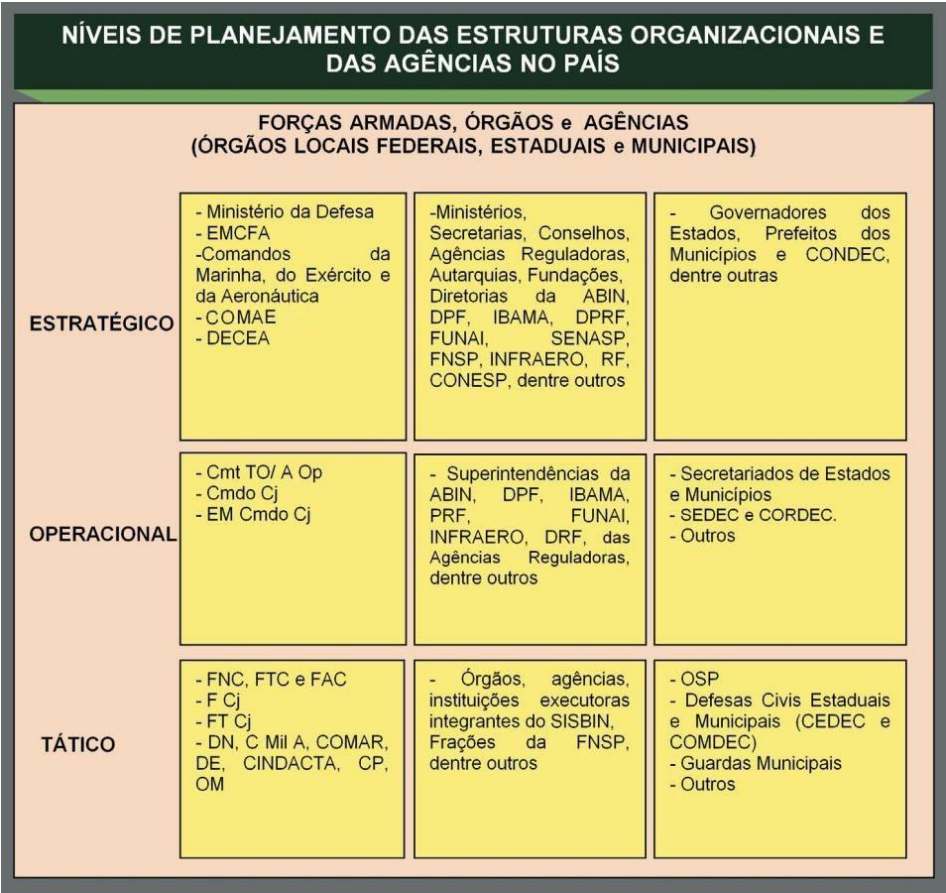 NÍVEIS DE PLANEJAMENTO DAS ESTRUTURAS ORGANIZACIONAIS E
DAS AGÊNCIAS NO PAÍS
FORÇAS ARMADAS, ÓRGÃOS e AGÊNCIAS
(ÓRGÃOS LOCAIS FEDERAIS, ESTADUAIS e MUNICIPAIS)
ESTRATÉGICO
- Ministério da Defesa
- EMCFA
-Comandos da
Marinha, do Exército e
da Aeronáutica
- COMAE
- DECEA
-Ministérios,
Secretarias, Conselhos,
Agências Reguladoras,
Autarquias, Fundações,
Diretorias da ABIN,
DPF, IBAMA, DPRF,
FUNAI, SENASP,
FNSP, INFRAERO, RF,
CONESP, dentre outros
- Governadores dos
Estados, Prefeitos dos
Municípios e CONDEC,
dentre outras
OPERACIONAL
- Cmt TO/ A Op
- Cmdo Cj
- EM Cmdo Cj
- Superintendências da
ABIN, DPF, IBAMA,
PRF, FUNAI,
INFRAERO, DRF, das
Agências Reguladoras,
dentre outros
- Secretariados de Estados
e Municípios
- SEDEC e CORDEC.
- Outros
TÁTICO
- FNC, FTC e FAC
- F Cj
- FT Cj
- DN, C Mil A, COMAR,
DE, CINDACTA, CP,
OM
- Órgãos, agências,
instituições executoras
integrantes do SISBIN,
Frações da FNSP,
dentre outros
- OSP
- Defesas Civis Estaduais
e Municipais (CEDEC e
COMDEC)
- Guardas Municipais
- Outros